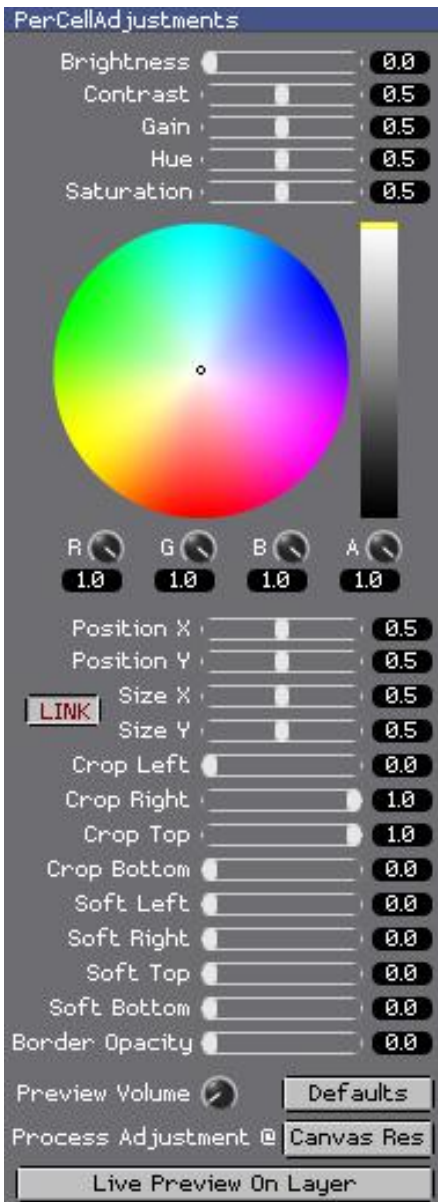 PerCellAdjustments
Brightness 0.0
Contrast 0.5
Gain 0.5
Hue 0.5
Saturation 0.5
R G B A
1.0 1.0 1.0 1.0
Position X 0.5
Position Y 0.5
LINK
Size X 0.5
Size Y 0.5
Crop Left 0.0
Crop Right 1.0
Crop Top 1.0
Crop Bottom 0.0
Soft Left 0.0
Soft Right 0.0
Soft Top 0.0
Soft Bottom 0.0
Border Opacity 0.0
Preview Volume Defaults
Process Adjustment @ Canvas Res
Live Preview On Layer